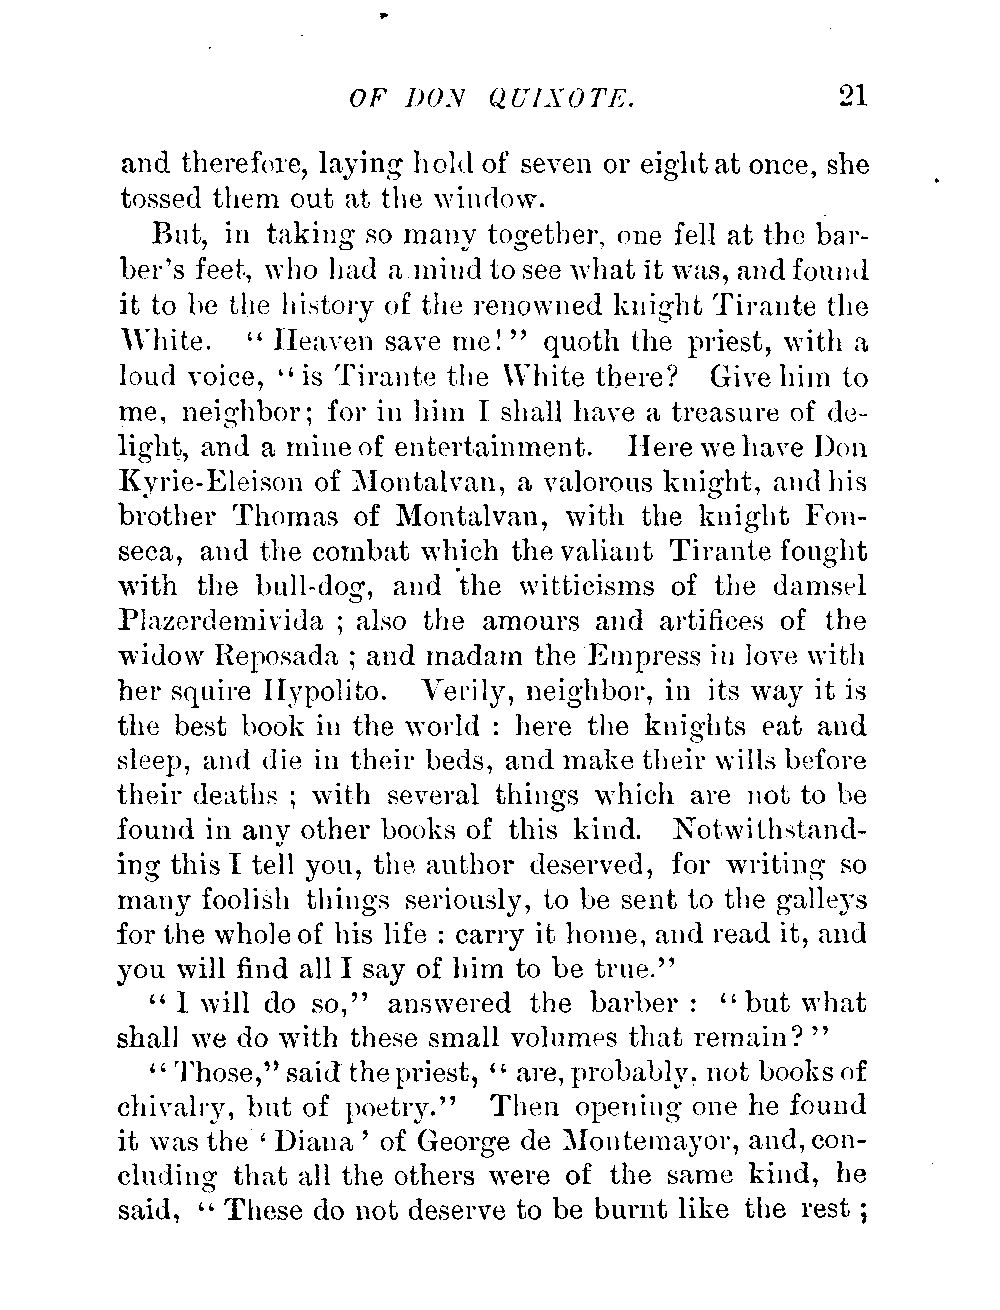 OF DON QUIXOTE. 21
and therefore, laying hold of seven or eight at once, she
tossed them out at the window.
But, in taking so many together, one fell at the bar-
ber's feet, who had a mind to see what it was, and found
it to be the history of the renowned knight Tirante the
White. “Heaven save me!” quoth the priest, with a
loud voice, “is Tirante the White there? Give him to
me, neighbor; for in him I shall have a treasure of de-
light, and a mine of entertainment. Here we have Don
Kyrie-Eleison of Montalvan, a valorous knight, and his
brother Thomas of Montalvan, with the knight Fon-
seca, and the combat which the valiant Tirante fought
with the bull-dog, and the witticisms of the damsel
Plazerdemivida ; also the amours and artifices of the
widow Reposada ; and madam the Empress in love with
her squire Hypolito. Verily, neighbor, in its way it is
the best book in the world : here the knights eat and
sleep, and die in their beds, and make their wills before
their deaths ; with several things which are not to be
found in any other books of this kind. Notwithstand-
ing this I tell you, the author deserved, for writing so
many foolish things seriously, to be sent to the galleys
for the whole of his life : carry it home, and read it, and
you will find all I say of him to be true.”
“I will do so,” answered the barber : “but what
shall we do with these small volumes that remain?”
“Those,” said the priest, “are, probably, not books of
chivalry, but of poetry.” Then opening one he found
it was the ‘Diana’ of George de Montemayor, and, con-
cluding that all the others were of the same kind, he
said, “These do not deserve to be burnt like the rest ;